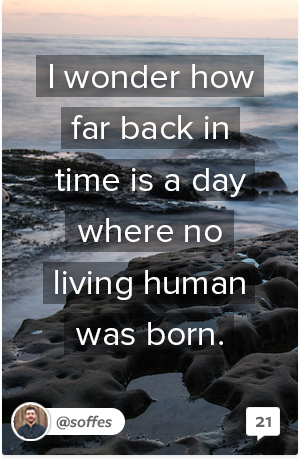 I wonder how
far back in
time is a day
where no
living human
was born.
@soffes
21